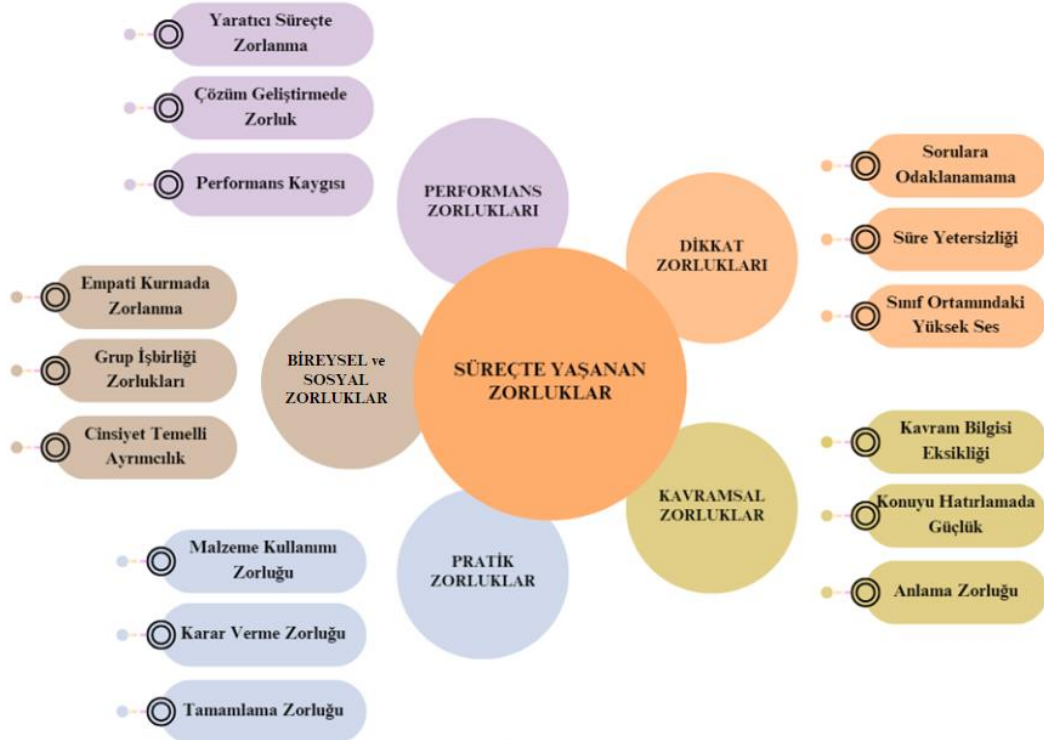 Yaratıcı Süreçte
Zorlanma
Çözüm Geliştirmede
Zorluk
Performans Kaygısı
PERFORMANS
ZORLUKLARI
Sorulara
Odaklanamama
Süre Yetersizliği
Sınıf Ortamındaki
Yüksek Ses
DİKKAT
ZORLUKLARI
Empati Kurmada
Zorlanma
Grup İşbirliği
Zorlukları
Cinsiyet Temelli
Ayrımcılık
BİREYSEL ve
SOSYAL
ZORLUKLAR
SÜREÇTE YAŞANAN
ZORLUKLAR
Kavram Bilgisi
Eksikliği
Konuyu Hatırlamada
Güçlük
Anlama Zorluğu
KAVRAMSAL
ZORLUKLAR
Malzeme Kullanımı
Zorluğu
Karar Verme Zorluğu
Tamamlama Zorluğu
PRATİK
ZORLUKLAR